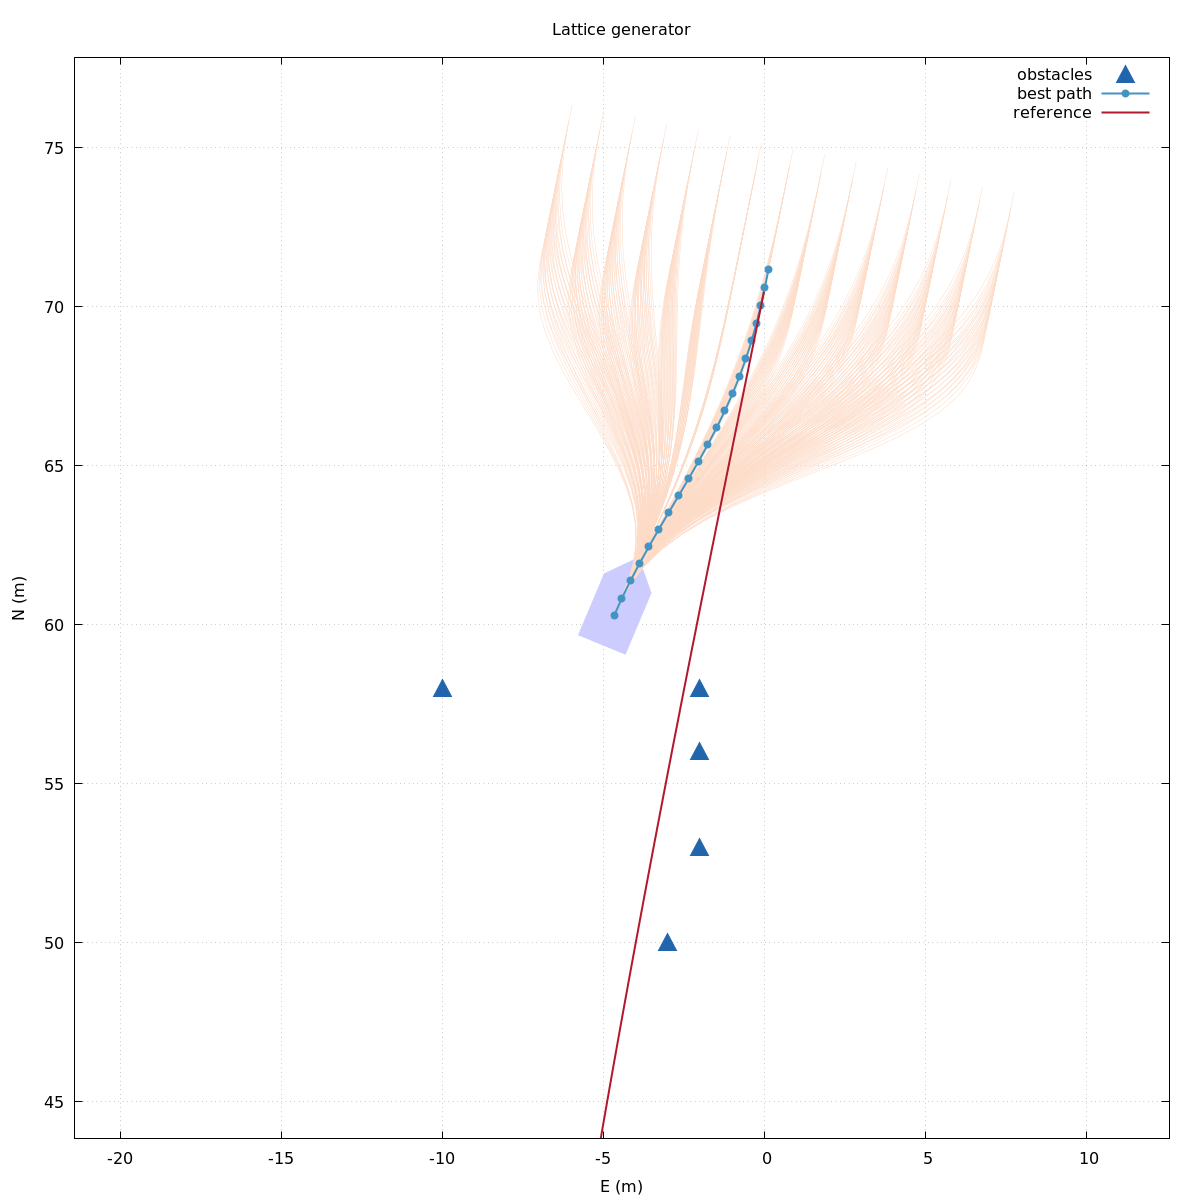 Lattice generator
obstacles
best path
reference
75
70
65
60
55
50
45
N (m)
-20 -15 -10 -5 0 5 10
E (m)